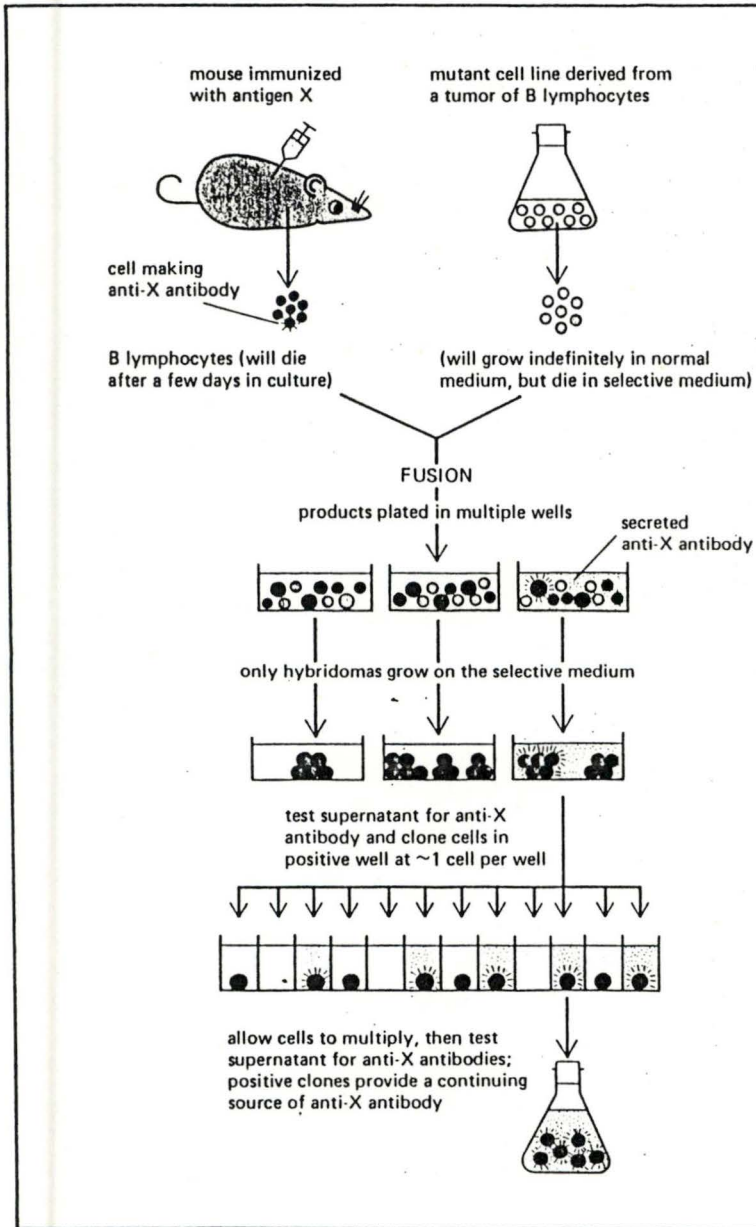 mouse immunized
with antigen X
mutant cell line derived from
a tumor of B lymphocytes
cell making
anti-X antibody
B lymphocytes (will die
after a few days in culture)
(will grow indefinitely in normal
medium, but die in selective medium)
FUSION
products plated in multiple wells
secreted
anti-X antibody
only hybridomas grow on the selective medium
test supernatant for anti-X
antibody and clone cells in
positive well at ~1 cell per well
allow cells to multiply, then test
supernatant for anti-X antibodies;
positive clones provide a continuing
source of anti-X antibody